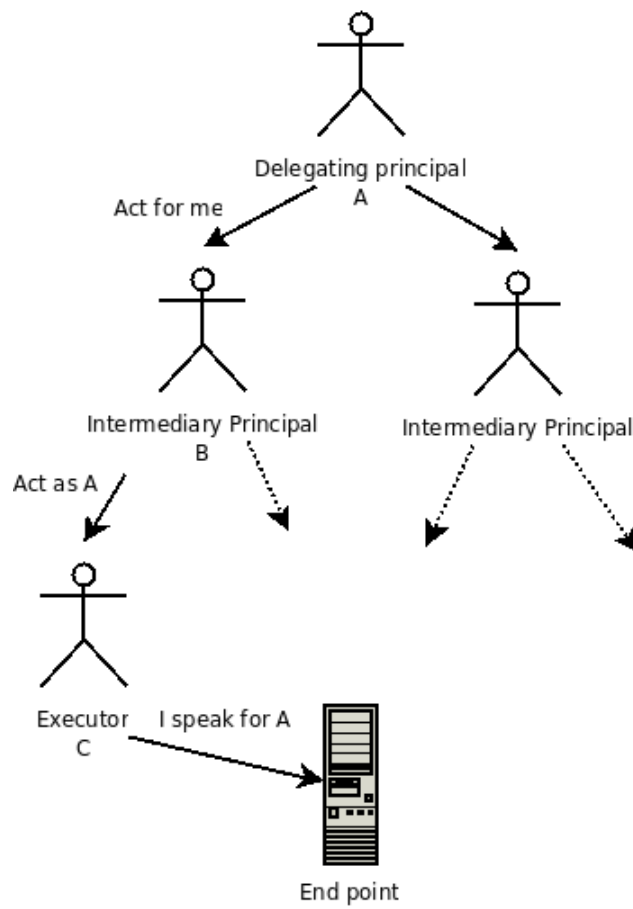 Delegating principal
A
Act for me
Intermediary Principal
B
Intermediary Principal
Act as A
Executor
C
I speak for A
End point